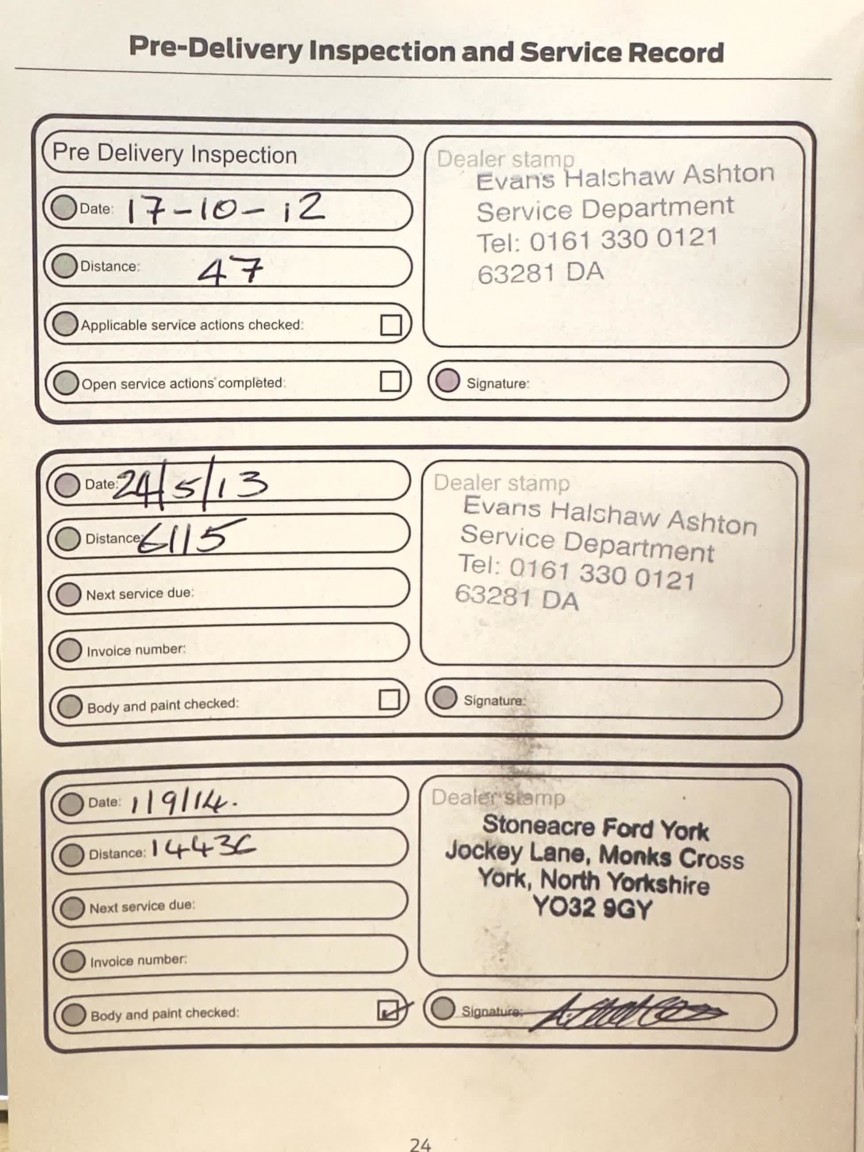 Pre-Delivery Inspection and Service Record
Pre Delivery Inspection
Date: 17-10-12
Distance: 47
Applicable service actions checked:
Open service actions completed:
Dealer stamp
Evans Halshaw Ashton
Service Department
Tel: 0161 330 0121
63281 DA
Signature:
Date: 24/5/13
Distance: 6115
Next service due:
Invoice number:
Body and paint checked:
Dealer stamp
Evans Halshaw Ashton
Service Department
Tel: 0161 330 0121
63281 DA
Signature:
Date: 1/9/14.
Distance: 14436
Next service due:
Invoice number:
Body and paint checked:
Dealer stamp
Stoneacre Ford York
Jockey Lane, Monks Cross
York, North Yorkshire
YO32 9GY
Signature:
24